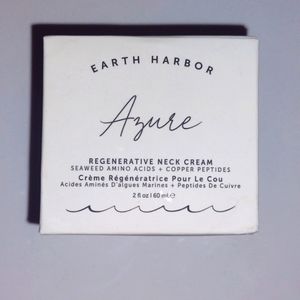 EARTH HARBOR
Azure
REGENERATIVE NECK CREAM
SEAWEED AMINO ACIDS + COPPER PEPTIDES
Crème Régénératrice Pour Le Cou
Acides Aminés D'algues Marines + Peptides De Cuivre
2 fl oz | 60 mL ℮